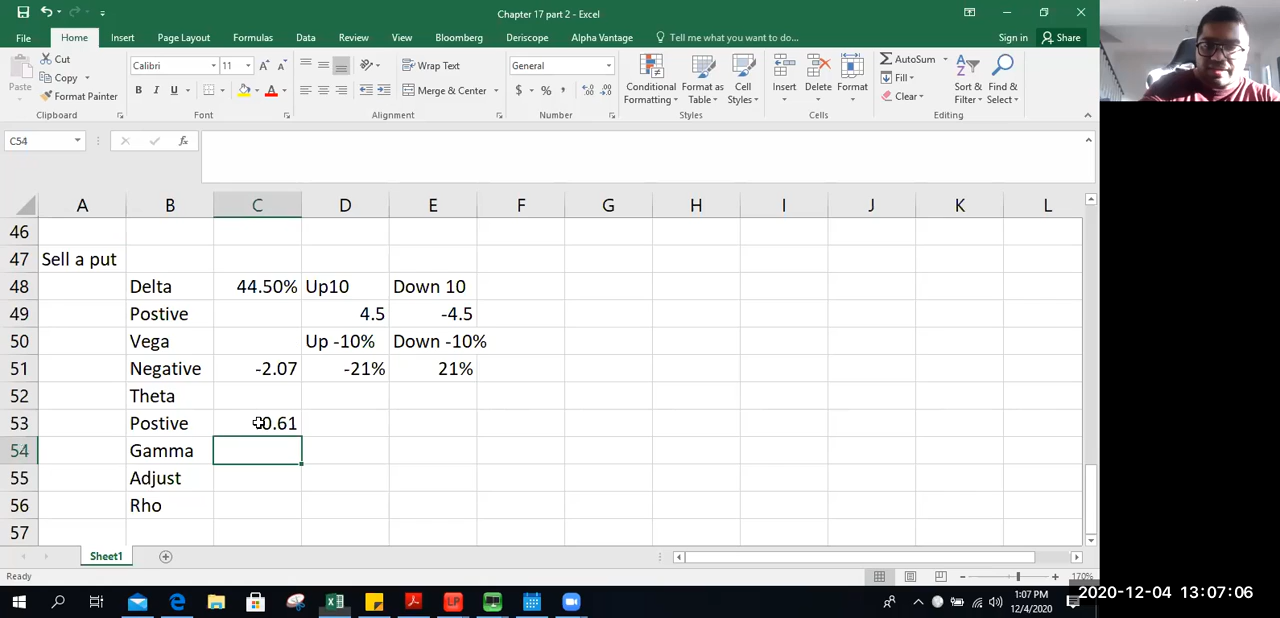 Chapter 17 part 2 - Excel
File Home Insert Page Layout Formulas Data Review View Bloomberg Deriscope Alpha Vantage Tell me what you want to do... Sign in Share
Paste Cut Copy Format Painter
Calibri 11
Wrap Text
Merge & Center
General
Conditional Formatting Format as Table Cell Styles
Insert Delete Format
AutoSum Fill Clear
Sort & Filter Find & Select
Clipboard Font Alignment Number Styles Cells Editing
C54 fx
A B C D E F G H I J K L
46
47 Sell a put
48 Delta 44.50% Up10 Down 10
49 Postive 4.5 -4.5
50 Vega Up -10% Down -10%
51 Negative -2.07 -21% 21%
52 Theta
53 Postive 0.61
54 Gamma
55 Adjust
56 Rho
57
Sheet1
Ready 170%
1:07 PM
12/4/2020
2020-12-04 13:07:06